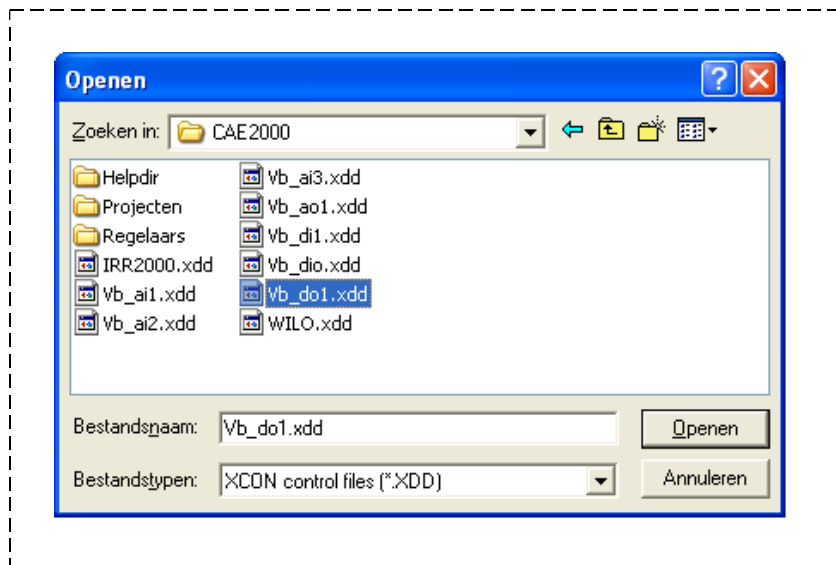 Openen
Zoeken in: CAE2000
Helpdir Vb_ai3.xdd
Projecten Vb_ao1.xdd
Regelaars Vb_di1.xdd
IRR2000.xdd Vb_dio.xdd
Vb_ai1.xdd Vb_do1.xdd
Vb_ai2.xdd WILO.xdd
Bestandsnaam: Vb_do1.xdd Openen
Bestandstypen: XCON control files (*.XDD) Annuleren